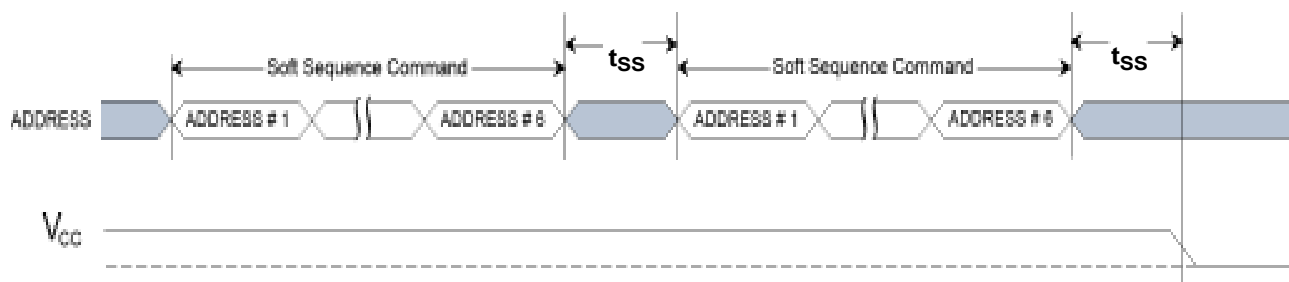 tSS
tSS
Soft Sequence Command
Soft Sequence Command
ADDRESS
ADDRESS # 1
ADDRESS # 6
ADDRESS # 1
ADDRESS # 6
VCC